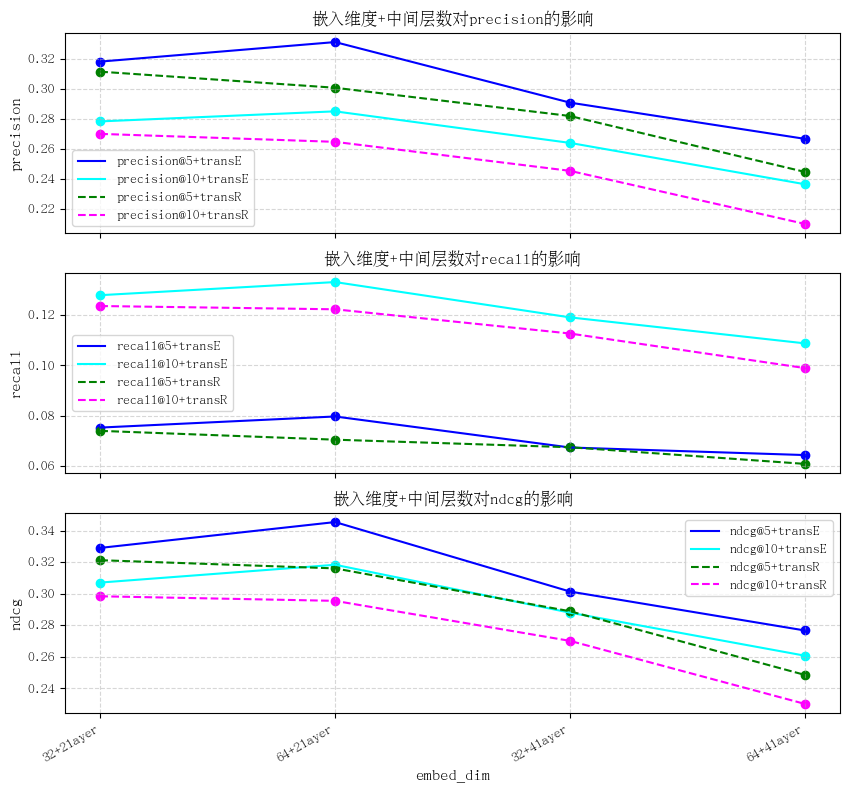 嵌入维度+中间层数对precision的影响
precision
0.32
0.30
0.28
0.26
0.24
0.22
precision@5+transE
precision@10+transE
precision@5+transR
precision@10+transR
嵌入维度+中间层数对recall的影响
recall
0.12
0.10
0.08
0.06
recall@5+transE
recall@10+transE
recall@5+transR
recall@10+transR
嵌入维度+中间层数对ndcg的影响
ndcg
0.34
0.32
0.30
0.28
0.26
0.24
ndcg@5+transE
ndcg@10+transE
ndcg@5+transR
ndcg@10+transR
32+2layer
64+2layer
32+4layer
64+4layer
embed_dim